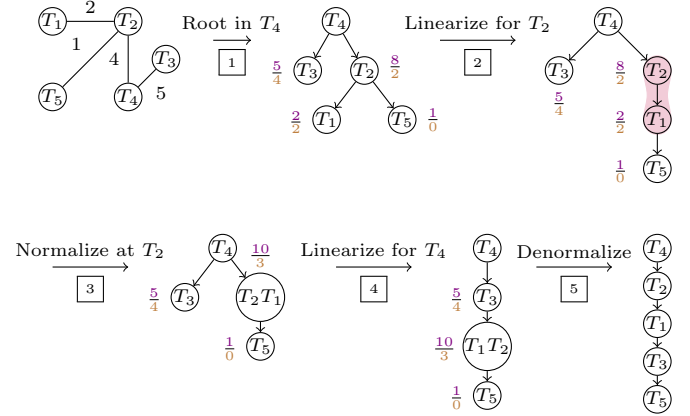 T₁ 2 T₂ Root in T₄ T₄ Linearize for T₂ T₄
1 4 T₃ 1 5/4 T₃ T₂ 8/2 2 T₃ 8/2 T₂
T₅ T₄ 5 2/2 T₁ T₅ 1/0 5/4 2/2 T₁
1/0 T₅
Normalize at T₂ T₄ 10/3 Linearize for T₄ T₄ Denormalize T₄
3 5/4 T₃ T₂T₁ 4 5/4 T₃ 5 T₂
1/0 T₅ 10/3 T₁T₂ T₁
T₃
1/0 T₅ T₅